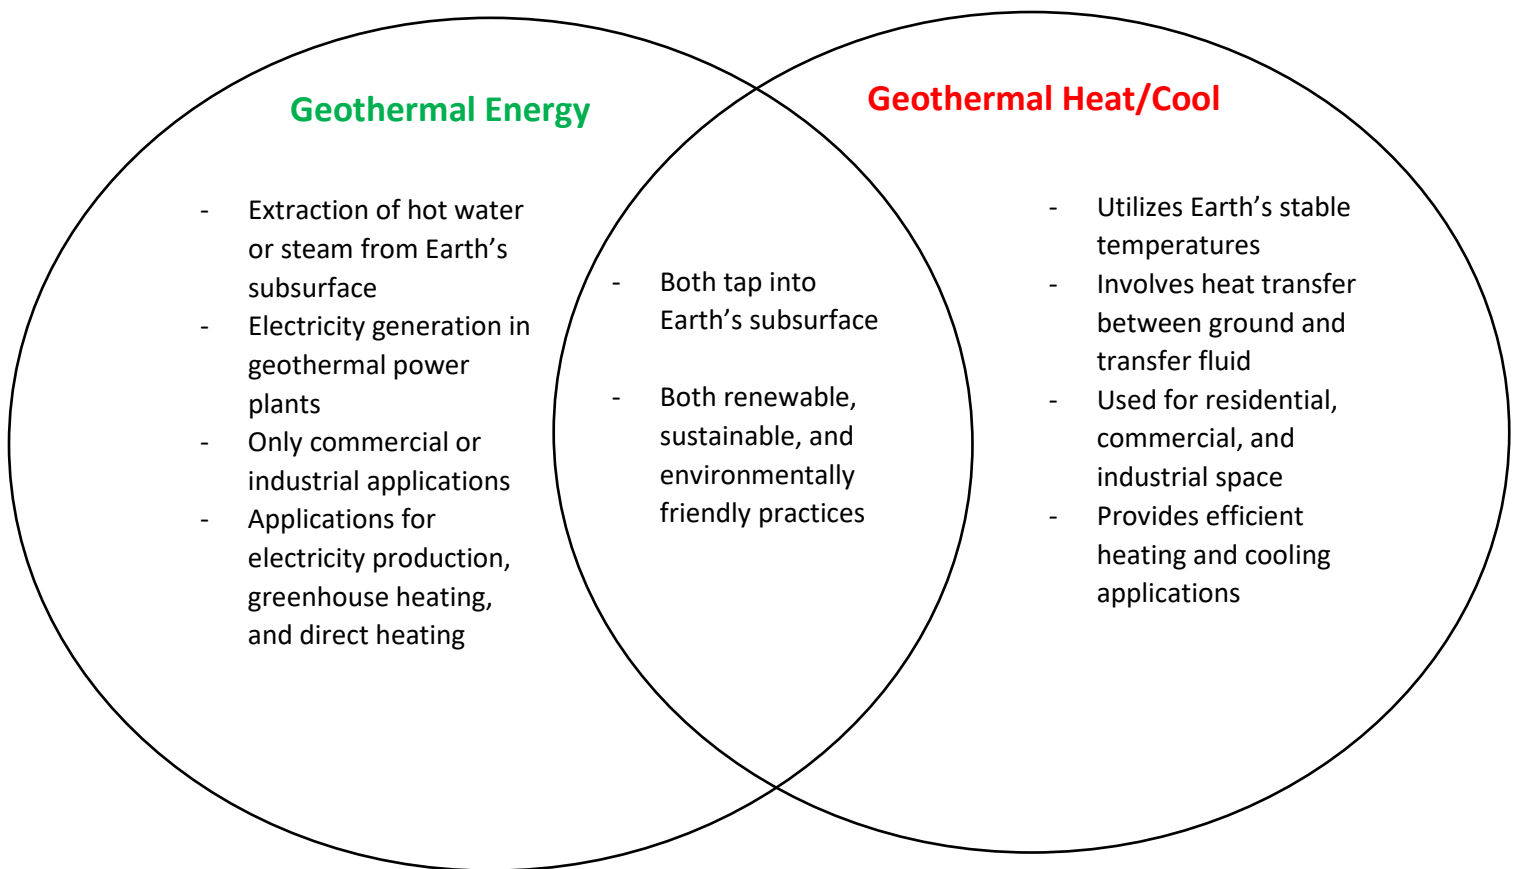 Geothermal Energy
- Extraction of hot water
or steam from Earth’s
subsurface
- Electricity generation in
geothermal power
plants
- Only commercial or
industrial applications
- Applications for
electricity production,
greenhouse heating,
and direct heating
- Both tap into
Earth’s subsurface
- Both renewable,
sustainable, and
environmentally
friendly practices
Geothermal Heat/Cool
- Utilizes Earth’s stable
temperatures
- Involves heat transfer
between ground and
transfer fluid
- Used for residential,
commercial, and
industrial space
- Provides efficient
heating and cooling
applications